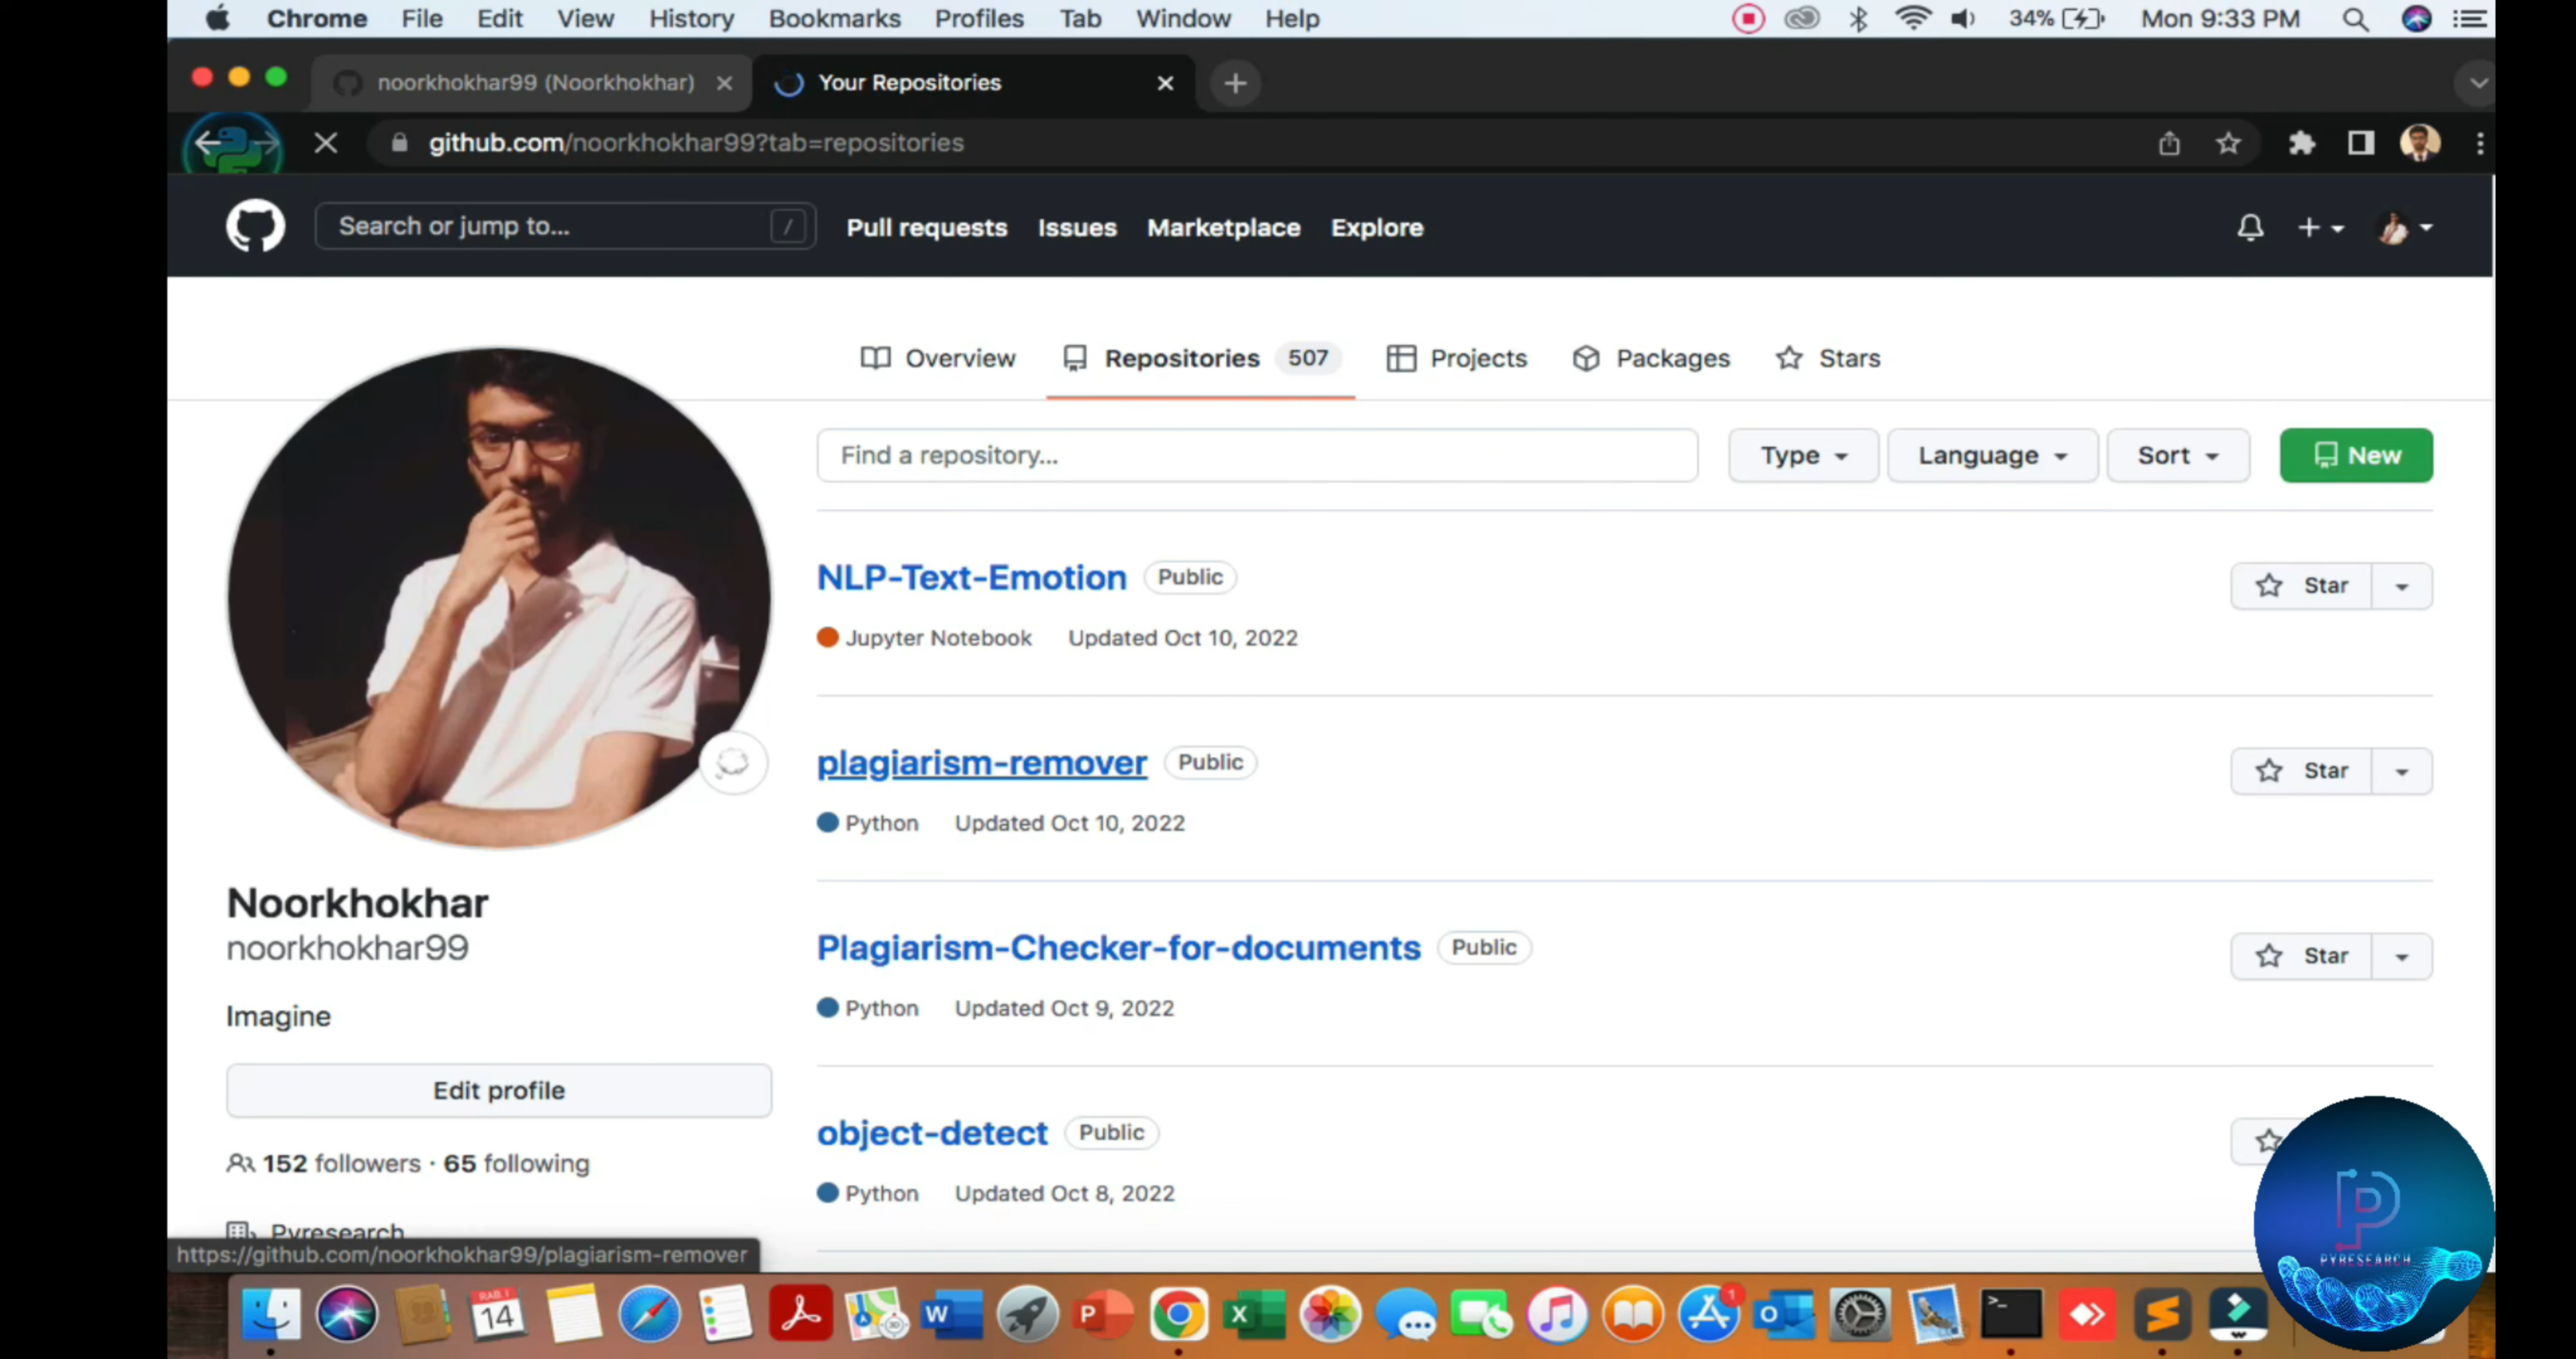 Chrome File Edit View History Bookmarks Profiles Tab Window Help 34% Mon 9:33 PM
noorkhokhar99 (Noorkhokhar) Your Repositories
github.com/noorkhokhar99?tab=repositories
Search or jump to... / Pull requests Issues Marketplace Explore
Overview Repositories 507 Projects Packages Stars
Find a repository... Type Language Sort New
NLP-Text-Emotion Public Star
Jupyter Notebook Updated Oct 10, 2022
plagiarism-remover Public Star
Python Updated Oct 10, 2022
Plagiarism-Checker-for-documents Public Star
Python Updated Oct 9, 2022
object-detect Public
Python Updated Oct 8, 2022
Noorkhokhar
noorkhokhar99
Imagine
Edit profile
152 followers · 65 following
Pyresearch
https://github.com/noorkhokhar99/plagiarism-remover
PYRESEARCH
RAB. I
14
W
P
X
1
O
>_